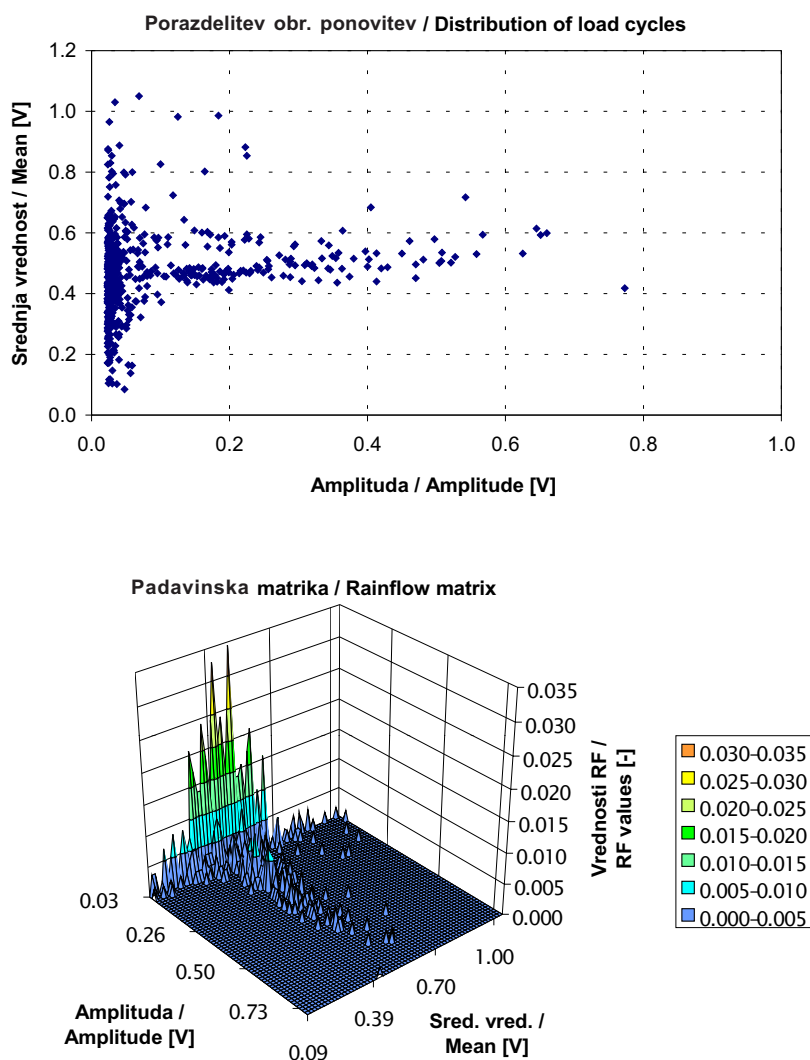 Porazdelitev obr. ponovitev / Distribution of load cycles
1.2
1.0
0.8
0.6
0.4
0.2
0.0
Srednja vrednost / Mean [V]
0.0 0.2 0.4 0.6 0.8 1.0
Amplituda / Amplitude [V]
Padavinska matrika / Rainflow matrix
0.035
0.030
0.025
0.020
0.015
0.010
0.005
0.000
Vrednosti RF /
RF values [-]
0.030-0.035
0.025-0.030
0.020-0.025
0.015-0.020
0.010-0.015
0.005-0.010
0.000-0.005
0.03
0.26
0.50
0.73
Amplituda /
Amplitude [V]
0.09
0.39
0.70
1.00
Sred. vred. /
Mean [V]